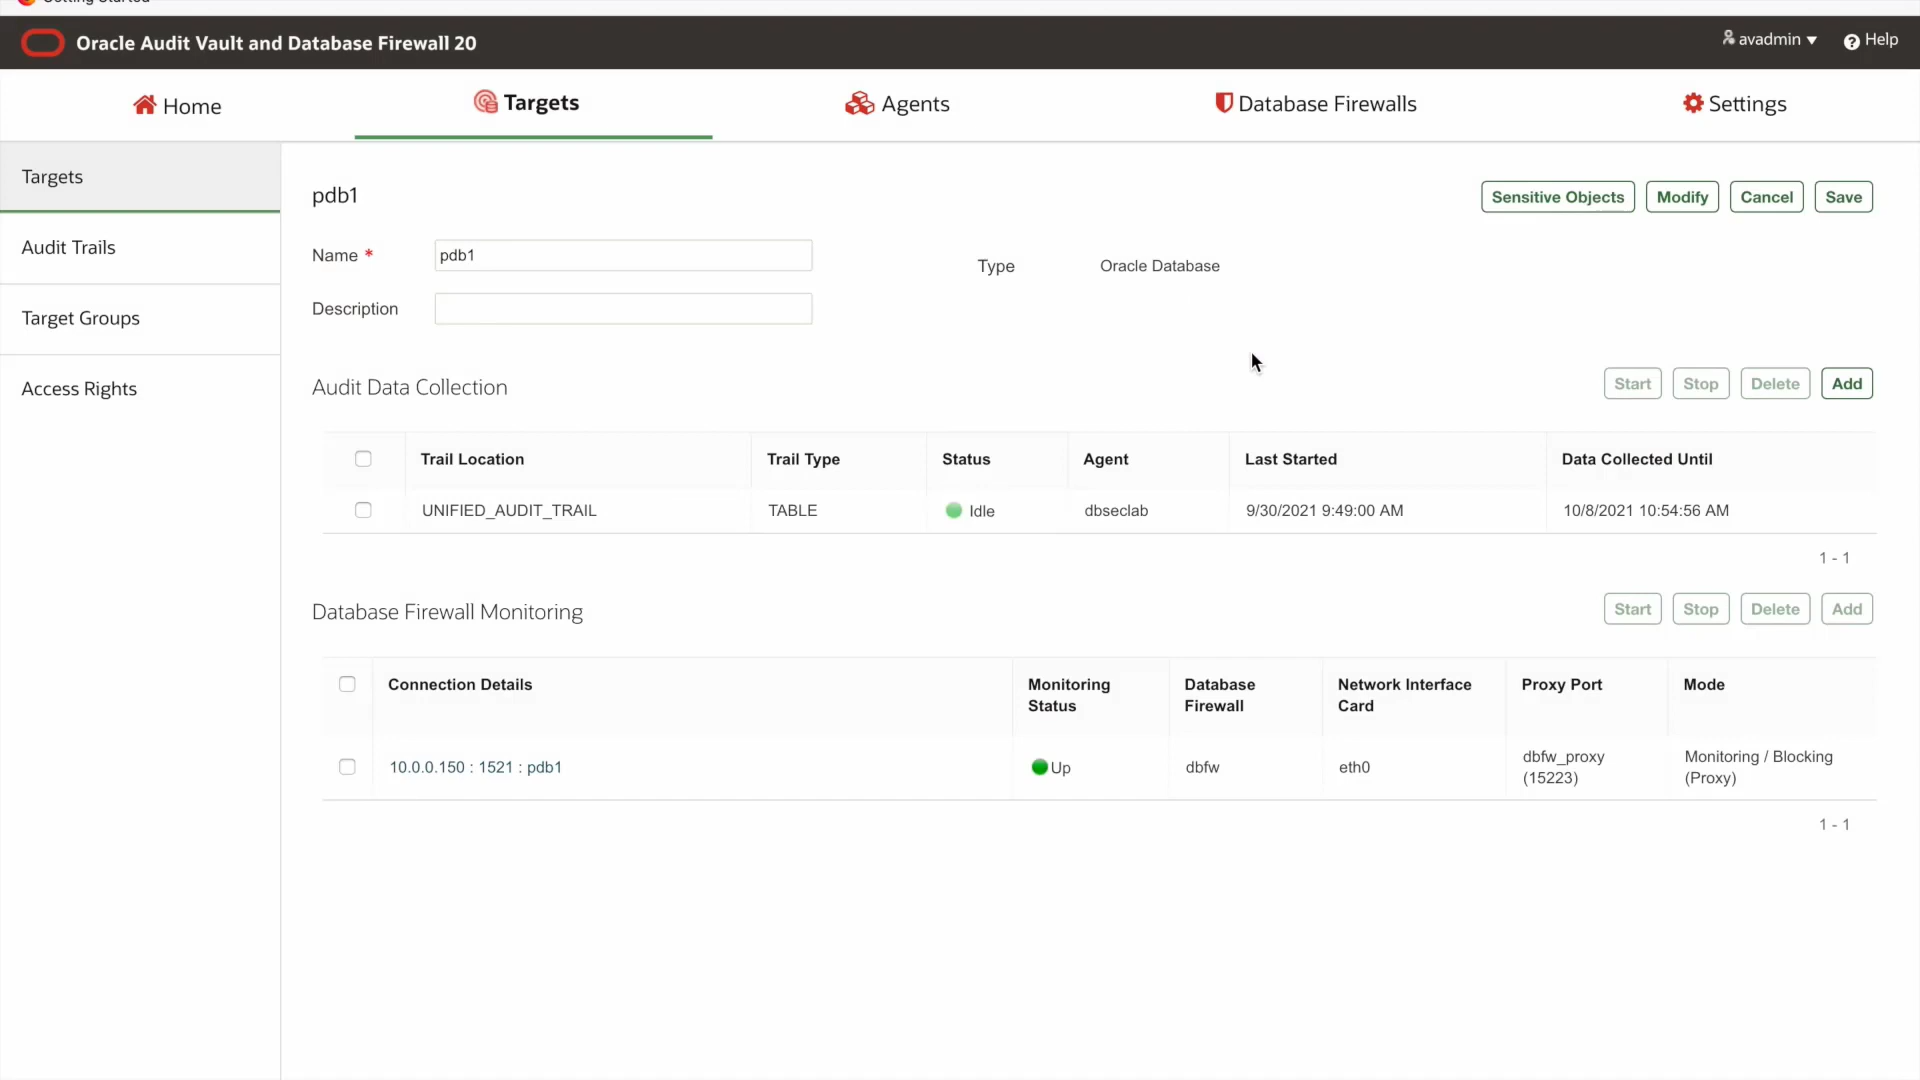 Getting Started
Oracle Audit Vault and Database Firewall 20
avadmin
Help
Home
Targets
Agents
Database Firewalls
Settings
Targets
Audit Trails
Target Groups
Access Rights
pdb1
Sensitive Objects
Modify
Cancel
Save
Name *
pdb1
Type
Oracle Database
Description
Audit Data Collection
Start
Stop
Delete
Add
Trail Location
Trail Type
Status
Agent
Last Started
Data Collected Until
UNIFIED_AUDIT_TRAIL
TABLE
Idle
dbseclab
9/30/2021 9:49:00 AM
10/8/2021 10:54:56 AM
1 - 1
Database Firewall Monitoring
Start
Stop
Delete
Add
Connection Details
Monitoring
Status
Database
Firewall
Network Interface
Card
Proxy Port
Mode
10.0.0.150 : 1521 : pdb1
Up
dbfw
eth0
dbfw_proxy
(15223)
Monitoring / Blocking
(Proxy)
1 - 1